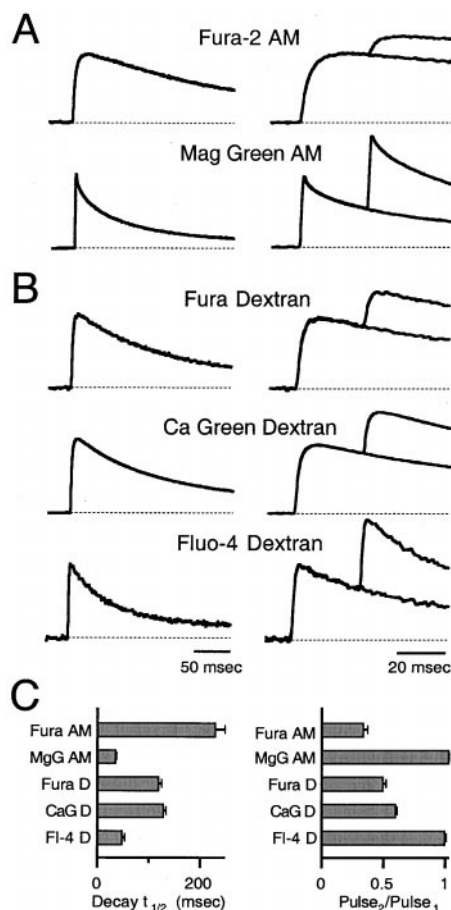 A
Fura-2 AM
Mag Green AM
B
Fura Dextran
Ca Green Dextran
Fluo-4 Dextran
50 msec
20 msec
C
Fura AM
MgG AM
Fura D
CaG D
Fl-4 D
0 200
Decay t 1/2 (msec)
Fura AM
MgG AM
Fura D
CaG D
Fl-4 D
0 0.5 1
Pulse2/Pulse1